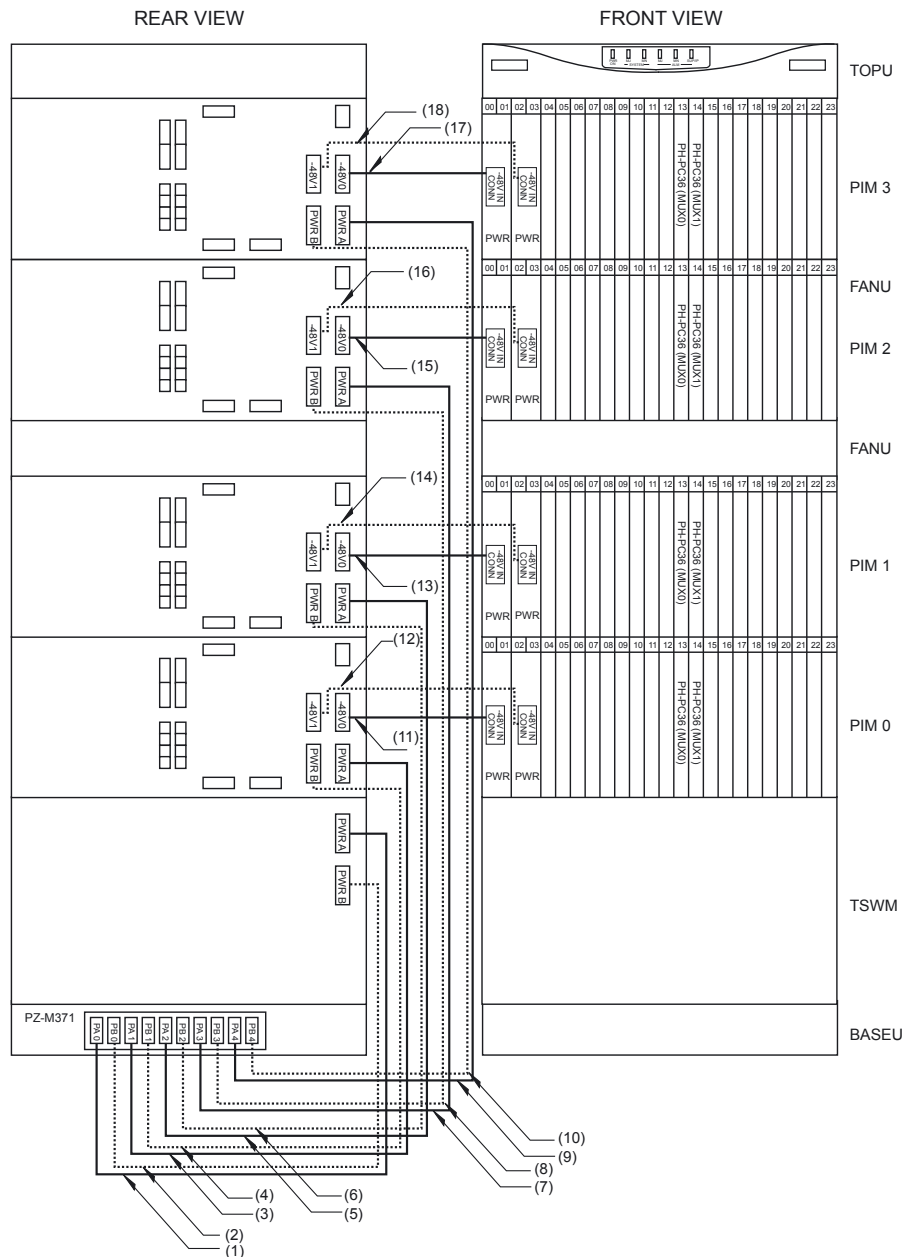 REAR VIEW
FRONT VIEW
TOPU
(18)
(17)
00 01 02 03 04 05 06 07 08 09 10 11 12 13 14 15 16 17 18 19 20 21 22 23
-48V1
-48V0
-48V IN CONN
-48V IN CONN
PH-PC36 (MUX0)
PH-PC36 (MUX1)
PIM 3
PWR B
PWR A
PWR
PWR
(16)
00 01 02 03 04 05 06 07 08 09 10 11 12 13 14 15 16 17 18 19 20 21 22 23
FANU
-48V1
-48V0
(15)
-48V IN CONN
-48V IN CONN
PH-PC36 (MUX0)
PH-PC36 (MUX1)
PIM 2
PWR B
PWR A
PWR
PWR
FANU
(14)
00 01 02 03 04 05 06 07 08 09 10 11 12 13 14 15 16 17 18 19 20 21 22 23
-48V1
-48V0
(13)
-48V IN CONN
-48V IN CONN
PH-PC36 (MUX0)
PH-PC36 (MUX1)
PIM 1
PWR B
PWR A
PWR
PWR
(12)
00 01 02 03 04 05 06 07 08 09 10 11 12 13 14 15 16 17 18 19 20 21 22 23
-48V1
-48V0
(11)
-48V IN CONN
-48V IN CONN
PH-PC36 (MUX0)
PH-PC36 (MUX1)
PIM 0
PWR B
PWR A
PWR
PWR
PWR A
PWR B
TSWM
PZ-M371
PA 0
PB 0
PA 1
PB 1
PA 2
PB 2
PA 3
PB 3
PA 4
PB 4
BASEU
(10)
(9)
(8)
(7)
(6)
(5)
(4)
(3)
(2)
(1)